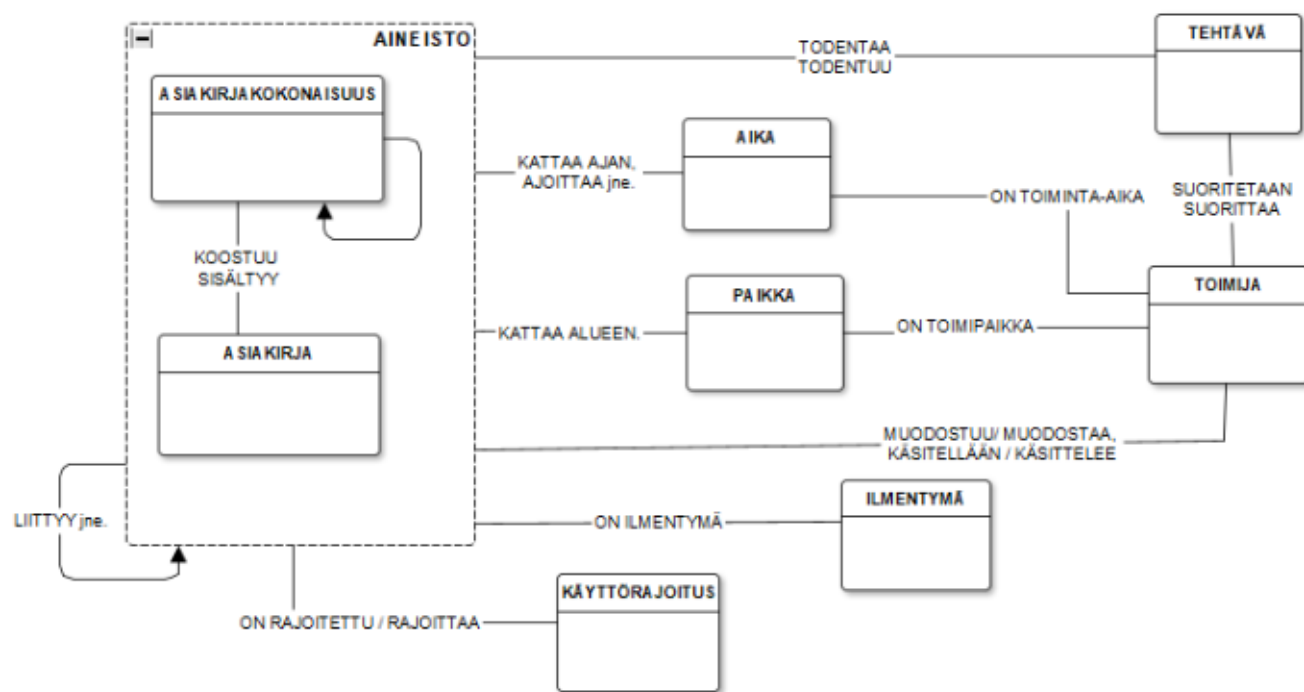 AINEISTO
ASIAKIRJAKOKONAISUUS
KOOSTUU
SISÄLTYY
ASIAKIRJA
LIITTYY jne.
TODENTAA
TODENTUU
TEHTÄVÄ
KATTAA AJAN,
AJOITTAA jne.
AIKA
ON TOIMINTA-AIKA
SUORITETAAN
SUORITTAA
KATTAA ALUEEN.
PAIKKA
ON TOIMIPAIKKA
TOIMIJA
MUODOSTUU/ MUODOSTAA,
KÄSITELLÄÄN / KÄSITTELEE
ON ILMENTYMÄ
ILMENTYMÄ
ON RAJOITETTU / RAJOITTAA
KÄYTTÖRAJOITUS